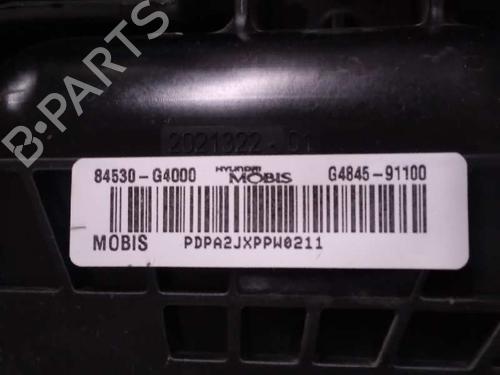 B-PARTS
2021322-01
84530-G4000 HYUNDAI MOBIS G4845-91100
MOBIS PDPA2JXPPW0211